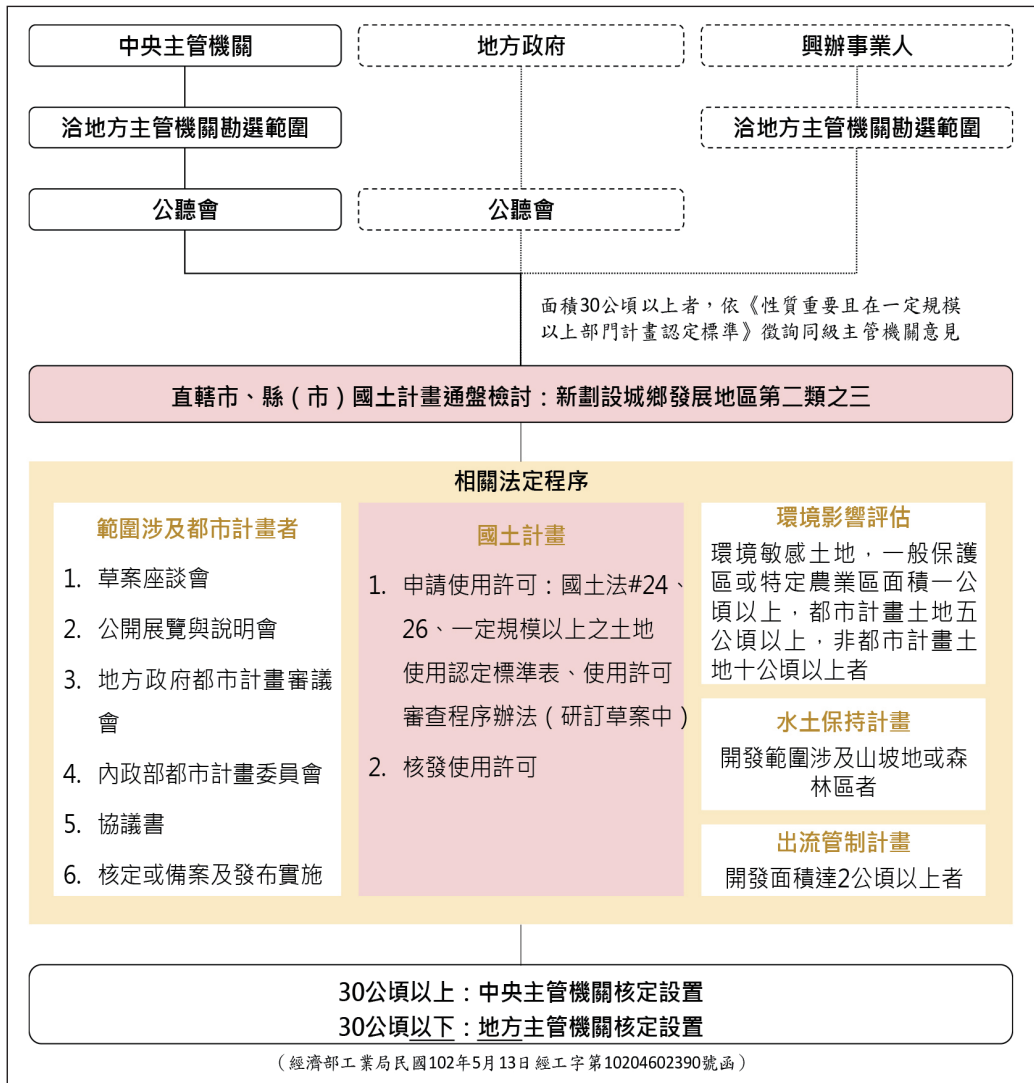 中央主管機關
地方政府
興辦事業人
洽地方主管機關勘選範圍
洽地方主管機關勘選範圍
公聽會
公聽會
面積30公頃以上者，依《性質重要且在一定規模
以上部門計畫認定標準》徵詢同級主管機關意見
直轄市、縣（市）國土計畫通盤檢討：新劃設城鄉發展地區第二類之三
相關法定程序
範圍涉及都市計畫者
1. 草案座談會
2. 公開展覽與說明會
3. 地方政府都市計畫審議
會
4. 內政部都市計畫委員會
5. 協議書
6. 核定或備案及發布實施
國土計畫
1. 申請使用許可：國土法#24、
26、一定規模以上之土地
使用認定標準表、使用許可
審查程序辦法（研訂草案中）
2. 核發使用許可
環境影響評估
環境敏感土地，一般保護
區或特定農業區面積一公
頃以上，都市計畫土地五
公頃以上，非都市計畫土
地十公頃以上者
水土保持計畫
開發範圍涉及山坡地或森
林區者
出流管制計畫
開發面積達2公頃以上者
30公頃以上：中央主管機關核定設置
30公頃以下：地方主管機關核定設置
（經濟部工業局民國102年5月13日經工字第10204602390號函）